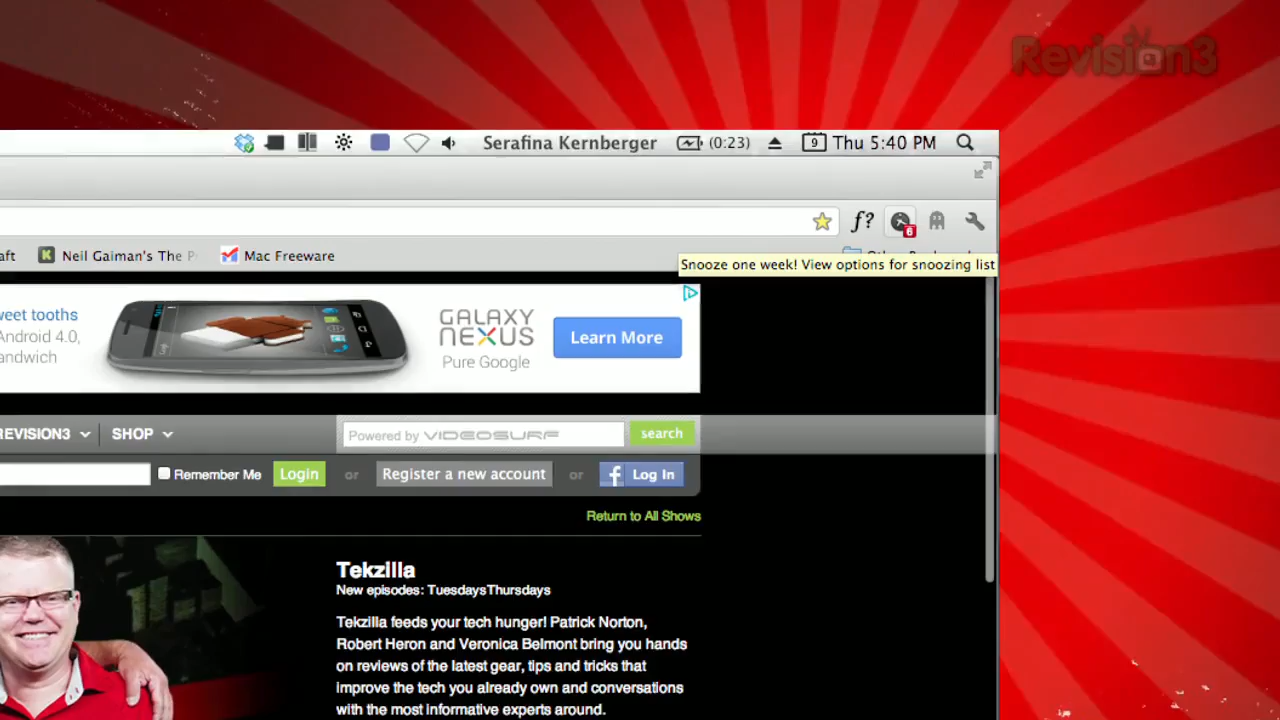 Revision3
Serafina Kernberger
(0:23)
9
Thu 5:40 PM
f?
6
aft
Neil Gaiman's The P
Mac Freeware
Snooze one week! View options for snoozing list
weet tooths
Android 4.0,
andwich
GALAXY
NEXUS
Pure Google
Learn More
REVISION3
SHOP
Powered by VIDEOSURF
search
Remember Me
Login
or
Register a new account
or
f Log In
Return to All Shows
Tekzilla
New episodes: TuesdaysThursdays
Tekzilla feeds your tech hunger! Patrick Norton,
Robert Heron and Veronica Belmont bring you hands
on reviews of the latest gear, tips and tricks that
improve the tech you already own and conversations
with the most informative experts around.